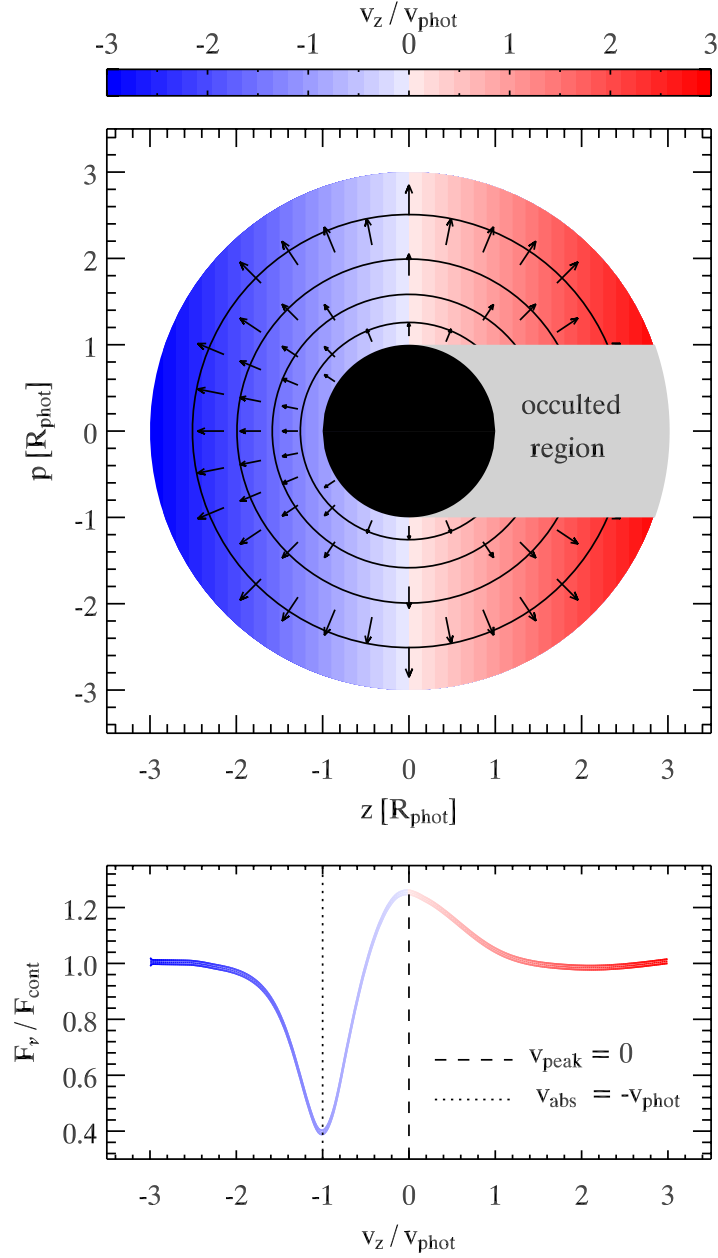 v_z / v_phot
-3 -2 -1 0 1 2 3
3
2
1
0
-1
-2
-3
p [R_phot]
occulted
region
-3 -2 -1 0 1 2 3
z [R_phot]
1.2
1.0
0.8
0.6
0.4
F_ν / F_cont
v_peak = 0
v_abs = -v_phot
-3 -2 -1 0 1 2 3
v_z / v_phot